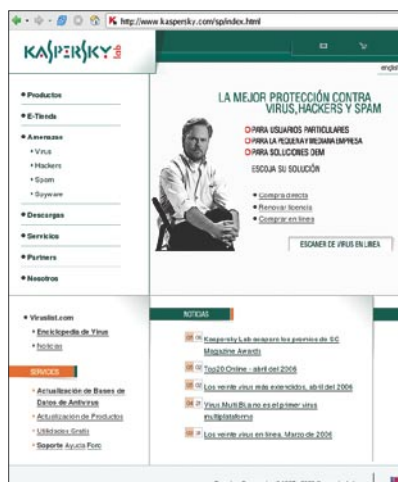 http://www.kaspersky.com/sp/index.html
KASPERSKY lab
english
Productos
E-Tienda
Amenazas
Virus
Hackers
Spam
Spyware
Descargas
Servicios
Partners
Nosotros
LA MEJOR PROTECCIÓN CONTRA
VIRUS, HACKERS Y SPAM
PARA USUARIOS PARTICULARES
PARA LA PEQUEÑA Y MEDIANA EMPRESA
PARA SOLUCIONES OEM
ESCOJA SU SOLUCIÓN
Compra directa
Renovar licencia
Comprar en línea
ESCANER DE VIRUS EN LINEA
Viruslist.com
Enciclopedia de Virus
Noticias
SERVICIOS
Actualización de Bases de
Datos de Antivirus
Actualización de Productos
Utilidades Gratis
Soporte Ayuda Foro
NOTICIAS
Kaspersky Lab acapara los premios de SC
Magazine Awards
Top20 Online - abril del 2006
Los veinte virus más extendidos, abril del 2006
Virus.Multi.Bi.a no es el primer virus
multiplataforma
Los veinte virus en línea, Marzo de 2006